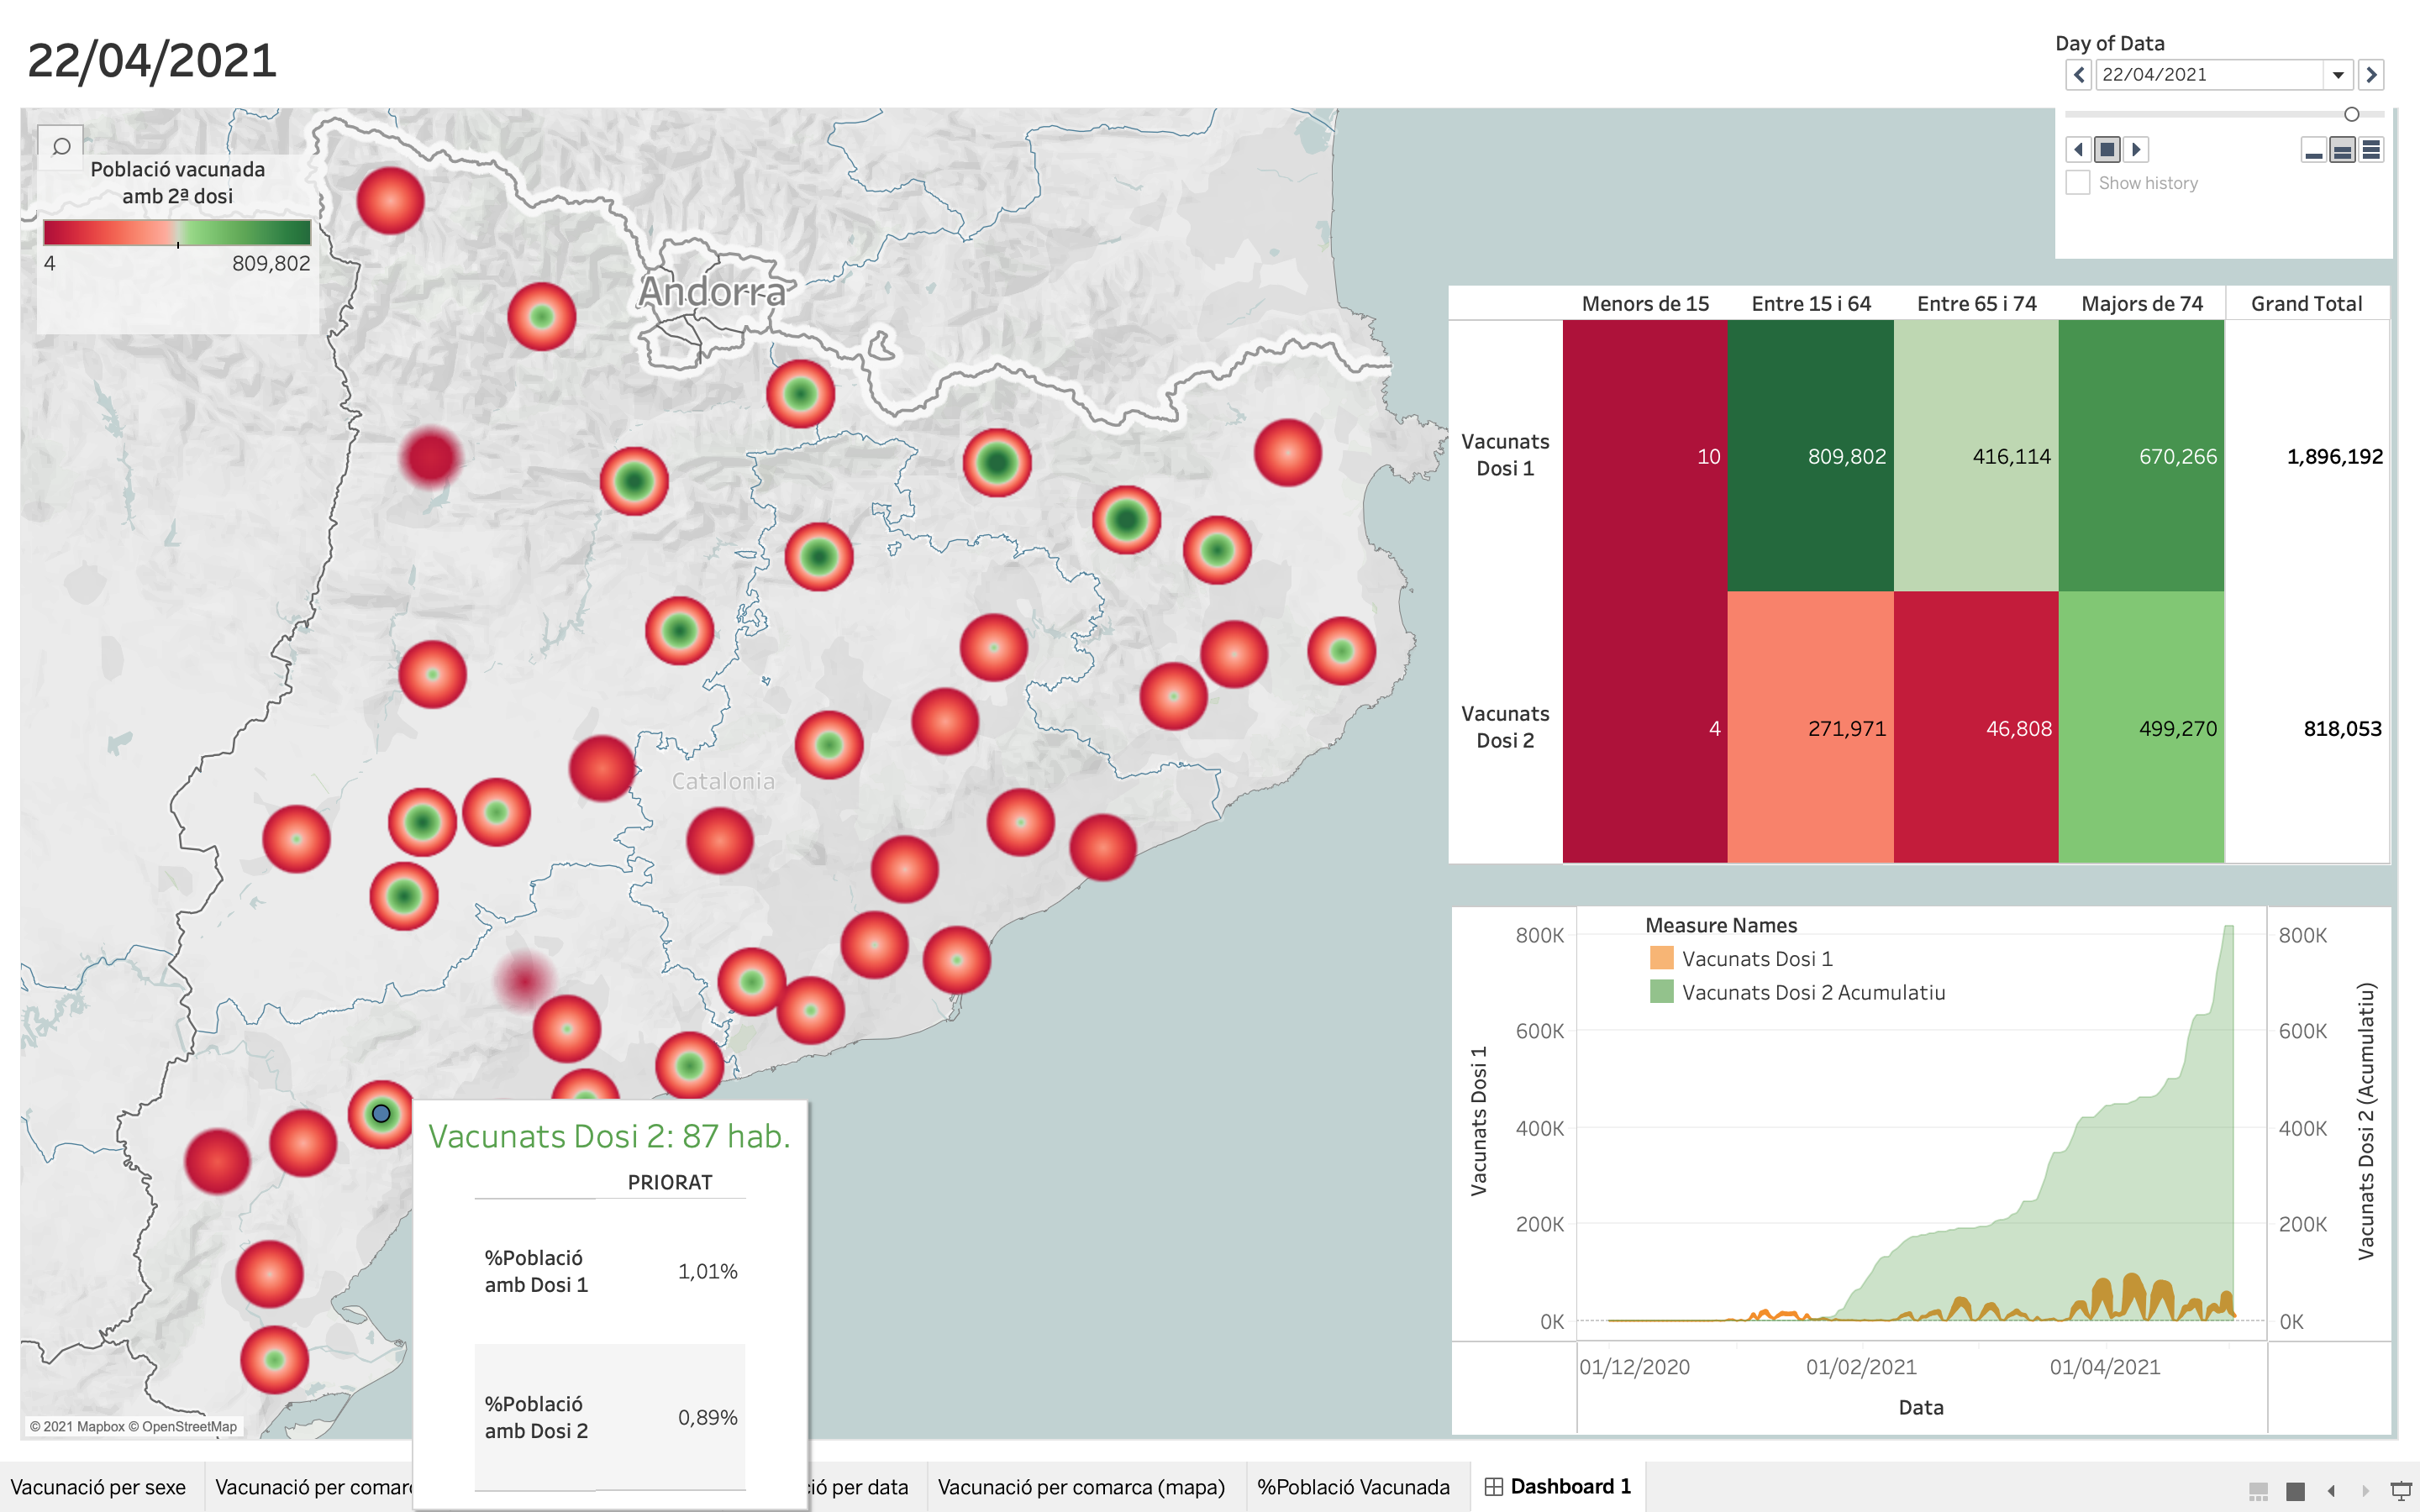 22/04/2021
Day of Data
22/04/2021
Show history
Població vacunada
amb 2ª dosi
4
809,802
Andorra
Catalonia
Menors de 15
Entre 15 i 64
Entre 65 i 74
Majors de 74
Grand Total
Vacunats
Dosi 1
10
809,802
416,114
670,266
1,896,192
Vacunats
Dosi 2
4
271,971
46,808
499,270
818,053
Measure Names
Vacunats Dosi 1
Vacunats Dosi 2 Acumulatiu
Vacunats Dosi 1
800K
600K
400K
200K
0K
800K
600K
400K
200K
0K
Vacunats Dosi 2 (Acumulatiu)
01/12/2020
01/02/2021
01/04/2021
Data
Vacunats Dosi 2: 87 hab.
PRIORAT
%Població
amb Dosi 1
1,01%
%Població
amb Dosi 2
0,89%
© 2021 Mapbox © OpenStreetMap
Vacunació per sexe
Vacunació per comar
ió per data
Vacunació per comarca (mapa)
%Població Vacunada
Dashboard 1